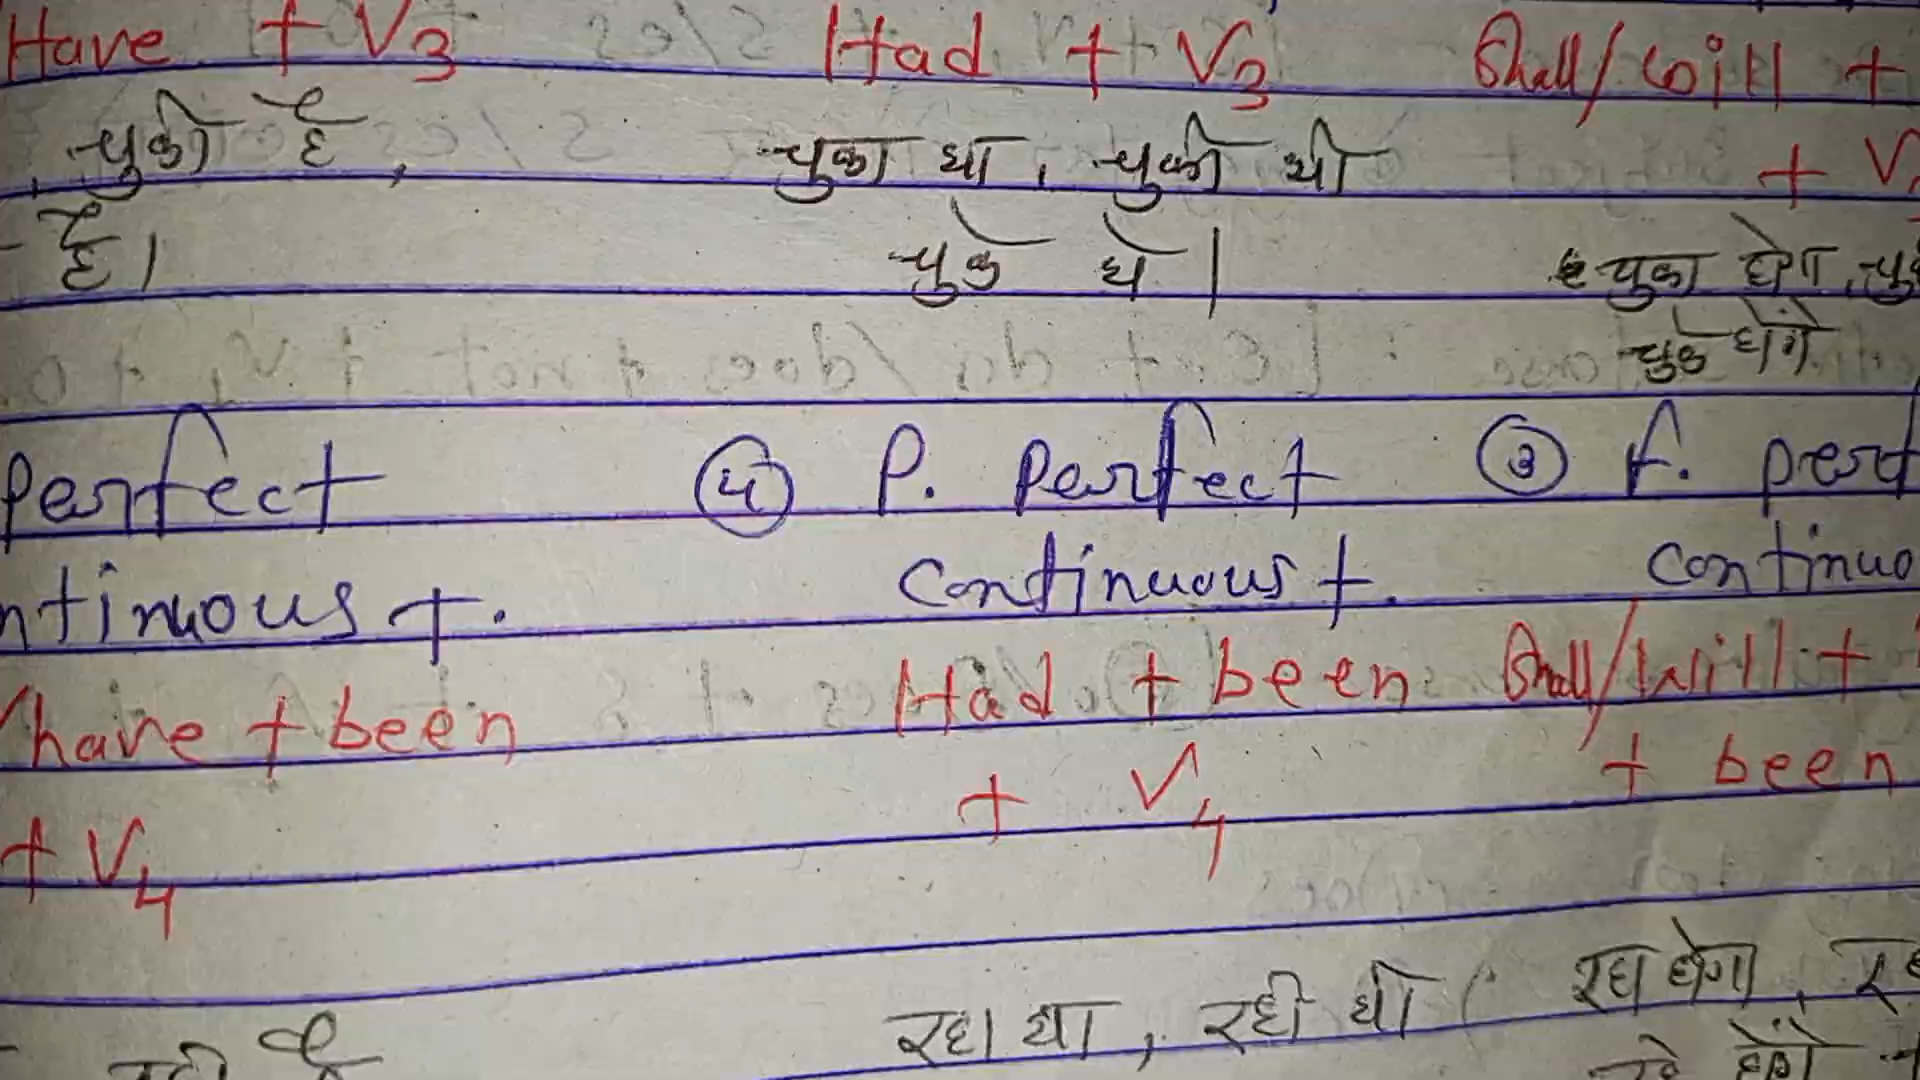 Have + V3 Had + V3 Shall/will +
चुकी है, चुका था, चुकी थी + V
है। चुके थे। चुका होगा, चु
चुके होंगे
Perfect ④ P. Perfect ③ f. perf
ntinuous t. Continuous t. Continuo
/have + been Had + been Shall/will +
+ V4 + V4 + been
रहा था, रही थी रहा होगा, र